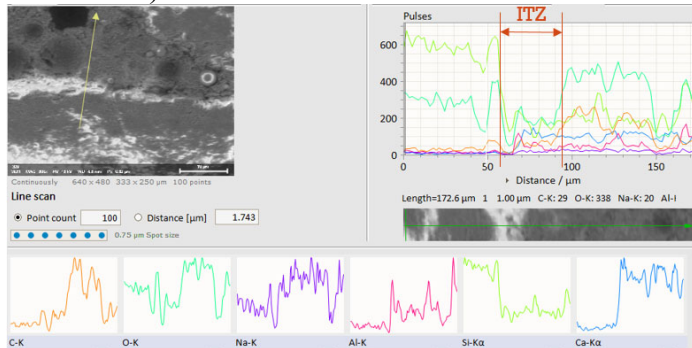 Pulses
ITZ
600
400
200
0
0
50
100
150
Distance / µm
Continuously 640 x 480 333 x 250 µm 100 points
Line scan
Point count 100 Distance [µm] 1.743
0.75 µm Spot size
Length=172.6 µm 1 1.00 µm C-K: 29 O-K: 338 Na-K: 20 Al-I
C-K
O-K
Na-K
Al-K
Si-Kα
Ca-Kα